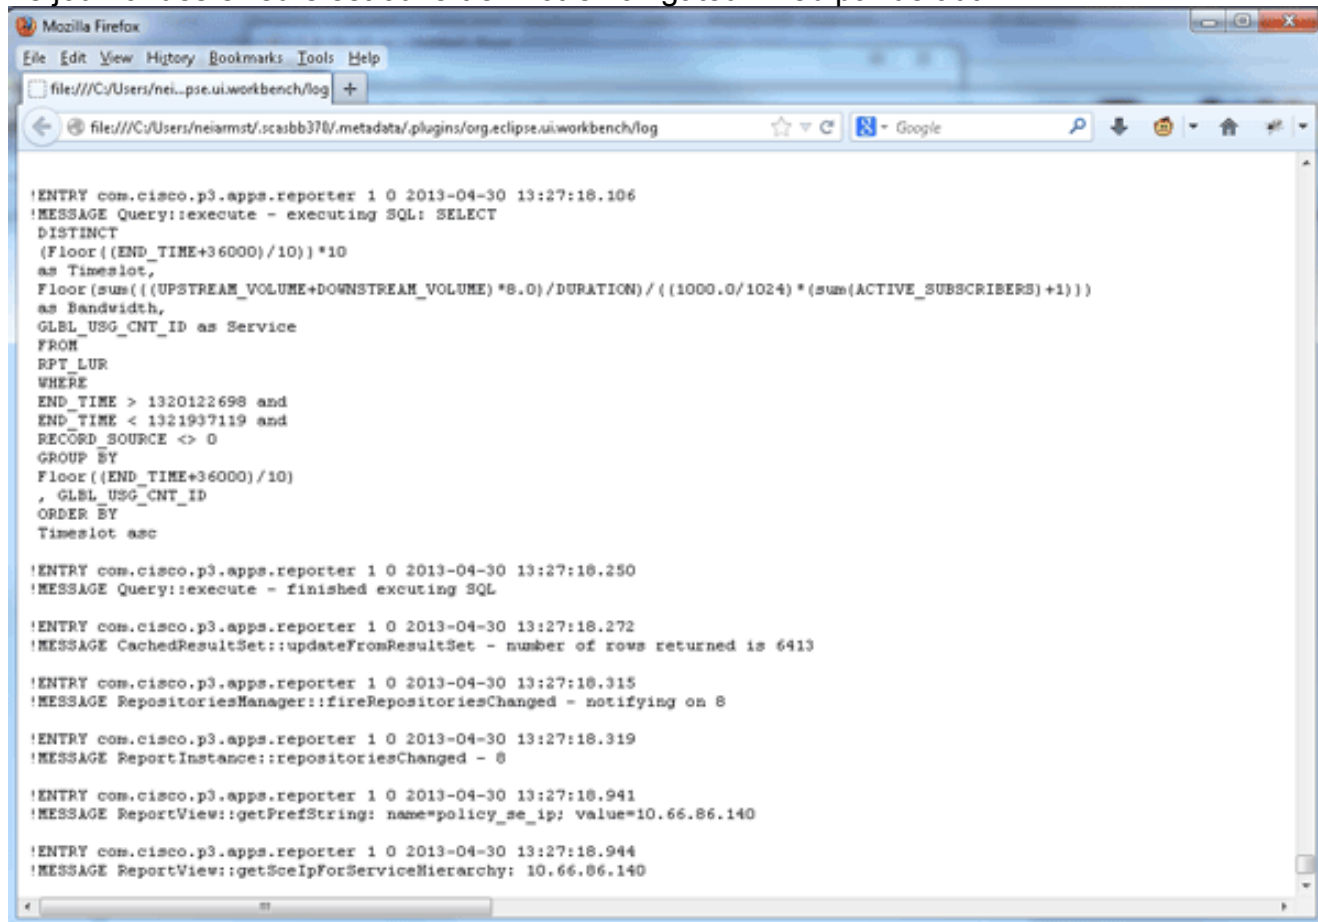 Mozilla Firefox
File Edit View History Bookmarks Tools Help
file:///C:/Users/nei...pse.ui.workbench/log +
file:///C:/Users/neiarmst/.scasbb378/.metadata/.plugins/org.eclipse.ui.workbench/log Google
!ENTRY com.cisco.p3.apps.reporter 1 0 2013-04-30 13:27:18.106
!MESSAGE Query::execute - executing SQL: SELECT
DISTINCT
(Floor((END_TIME+36000)/10))*10
as Timeslot,
Floor(sum(((UPSTREAM_VOLUME+DOWNSTREAM_VOLUME)*8.0)/DURATION)/((1000.0/1024)*(sum(ACTIVE_SUBSCRIBERS)+1)))
as Bandwidth,
GLBL_USG_CNT_ID as Service
FROM
RPT_LUR
WHERE
END_TIME > 1320122698 and
END_TIME < 1321937119 and
RECORD_SOURCE <> 0
GROUP BY
Floor((END_TIME+36000)/10)
, GLBL_USG_CNT_ID
ORDER BY
Timeslot asc
!ENTRY com.cisco.p3.apps.reporter 1 0 2013-04-30 13:27:18.250
!MESSAGE Query::execute - finished excuting SQL
!ENTRY com.cisco.p3.apps.reporter 1 0 2013-04-30 13:27:18.272
!MESSAGE CachedResultSet::updateFromResultSet - number of rows returned is 6413
!ENTRY com.cisco.p3.apps.reporter 1 0 2013-04-30 13:27:18.315
!MESSAGE RepositoriesManager::fireRepositoriesChanged - notifying on 8
!ENTRY com.cisco.p3.apps.reporter 1 0 2013-04-30 13:27:18.319
!MESSAGE ReportInstance::repositoriesChanged - 8
!ENTRY com.cisco.p3.apps.reporter 1 0 2013-04-30 13:27:18.941
!MESSAGE ReportView::getPrefString: name=policy_se_ip; value=10.66.86.140
!ENTRY com.cisco.p3.apps.reporter 1 0 2013-04-30 13:27:18.944
!MESSAGE ReportView::getSceIpForServiceHierarchy: 10.66.86.140